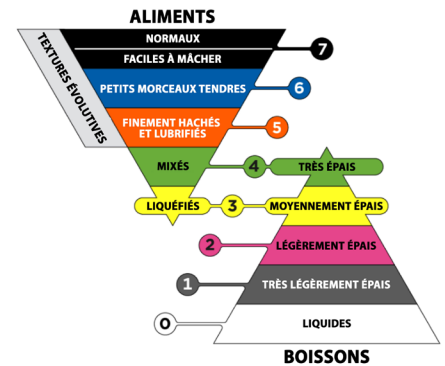 ALIMENTS
TEXTURES ÉVOLUTIVES
NORMAUX
7
FACILES À MÂCHER
PETITS MORCEAUX TENDRES
6
FINEMENT HACHÉS
ET LUBRIFIÉS
5
MIXÉS
4
TRÈS ÉPAIS
LIQUÉFIÉS
3
MOYENNEMENT ÉPAIS
2
LÉGÈREMENT ÉPAIS
1
TRÈS LÉGÈREMENT ÉPAIS
0
LIQUIDES
BOISSONS